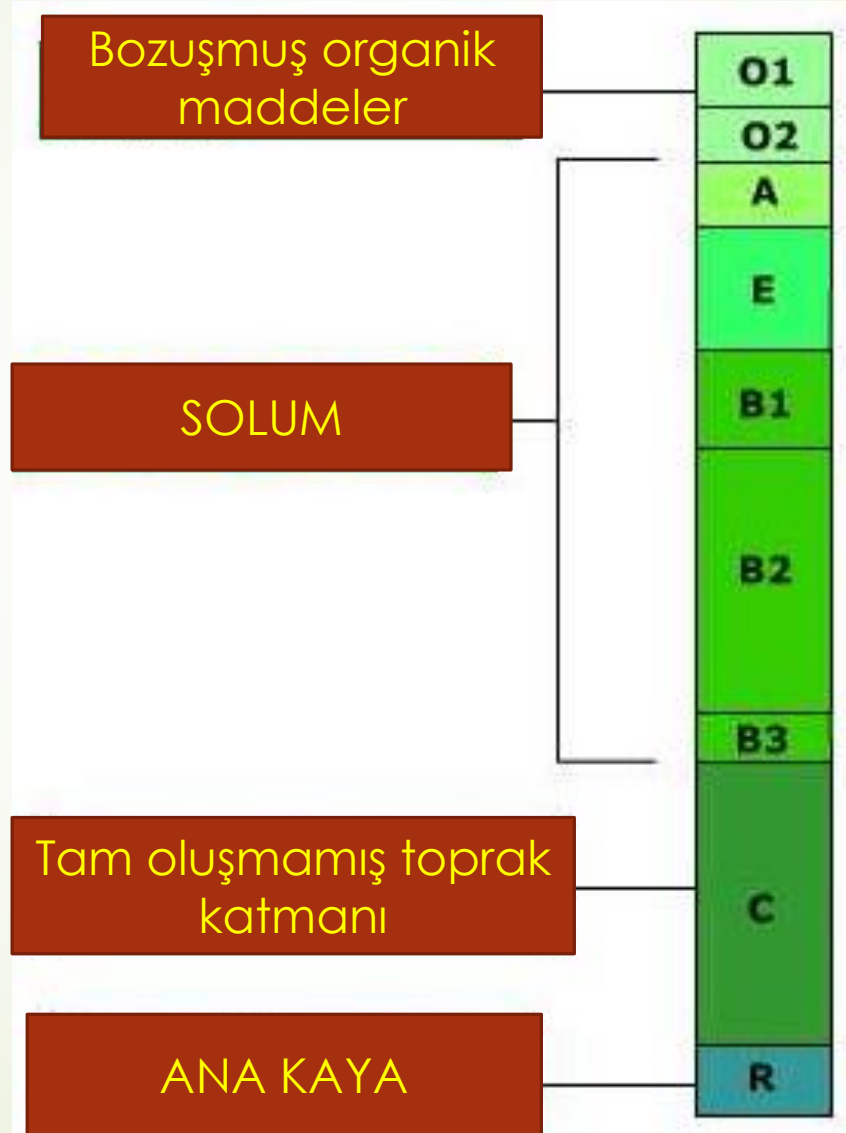 Bozuşmuş organik
maddeler
SOLUM
Tam oluşmamış toprak
katmanı
ANA KAYA
O1
O2
A
E
B1
B2
B3
C
R